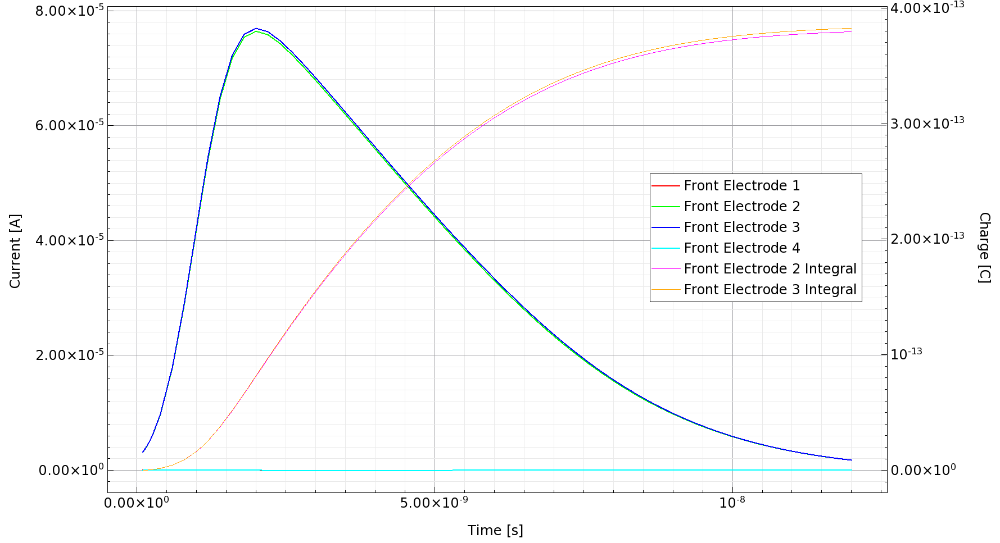 8.00×10⁻⁵
6.00×10⁻⁵
4.00×10⁻⁵
2.00×10⁻⁵
0.00×10⁰
Current [A]
4.00×10⁻¹³
3.00×10⁻¹³
2.00×10⁻¹³
10⁻¹³
0.00×10⁰
Charge [C]
Front Electrode 1
Front Electrode 2
Front Electrode 3
Front Electrode 4
Front Electrode 2 Integral
Front Electrode 3 Integral
0.00×10⁰ 5.00×10⁻⁹ 10⁻⁸
Time [s]